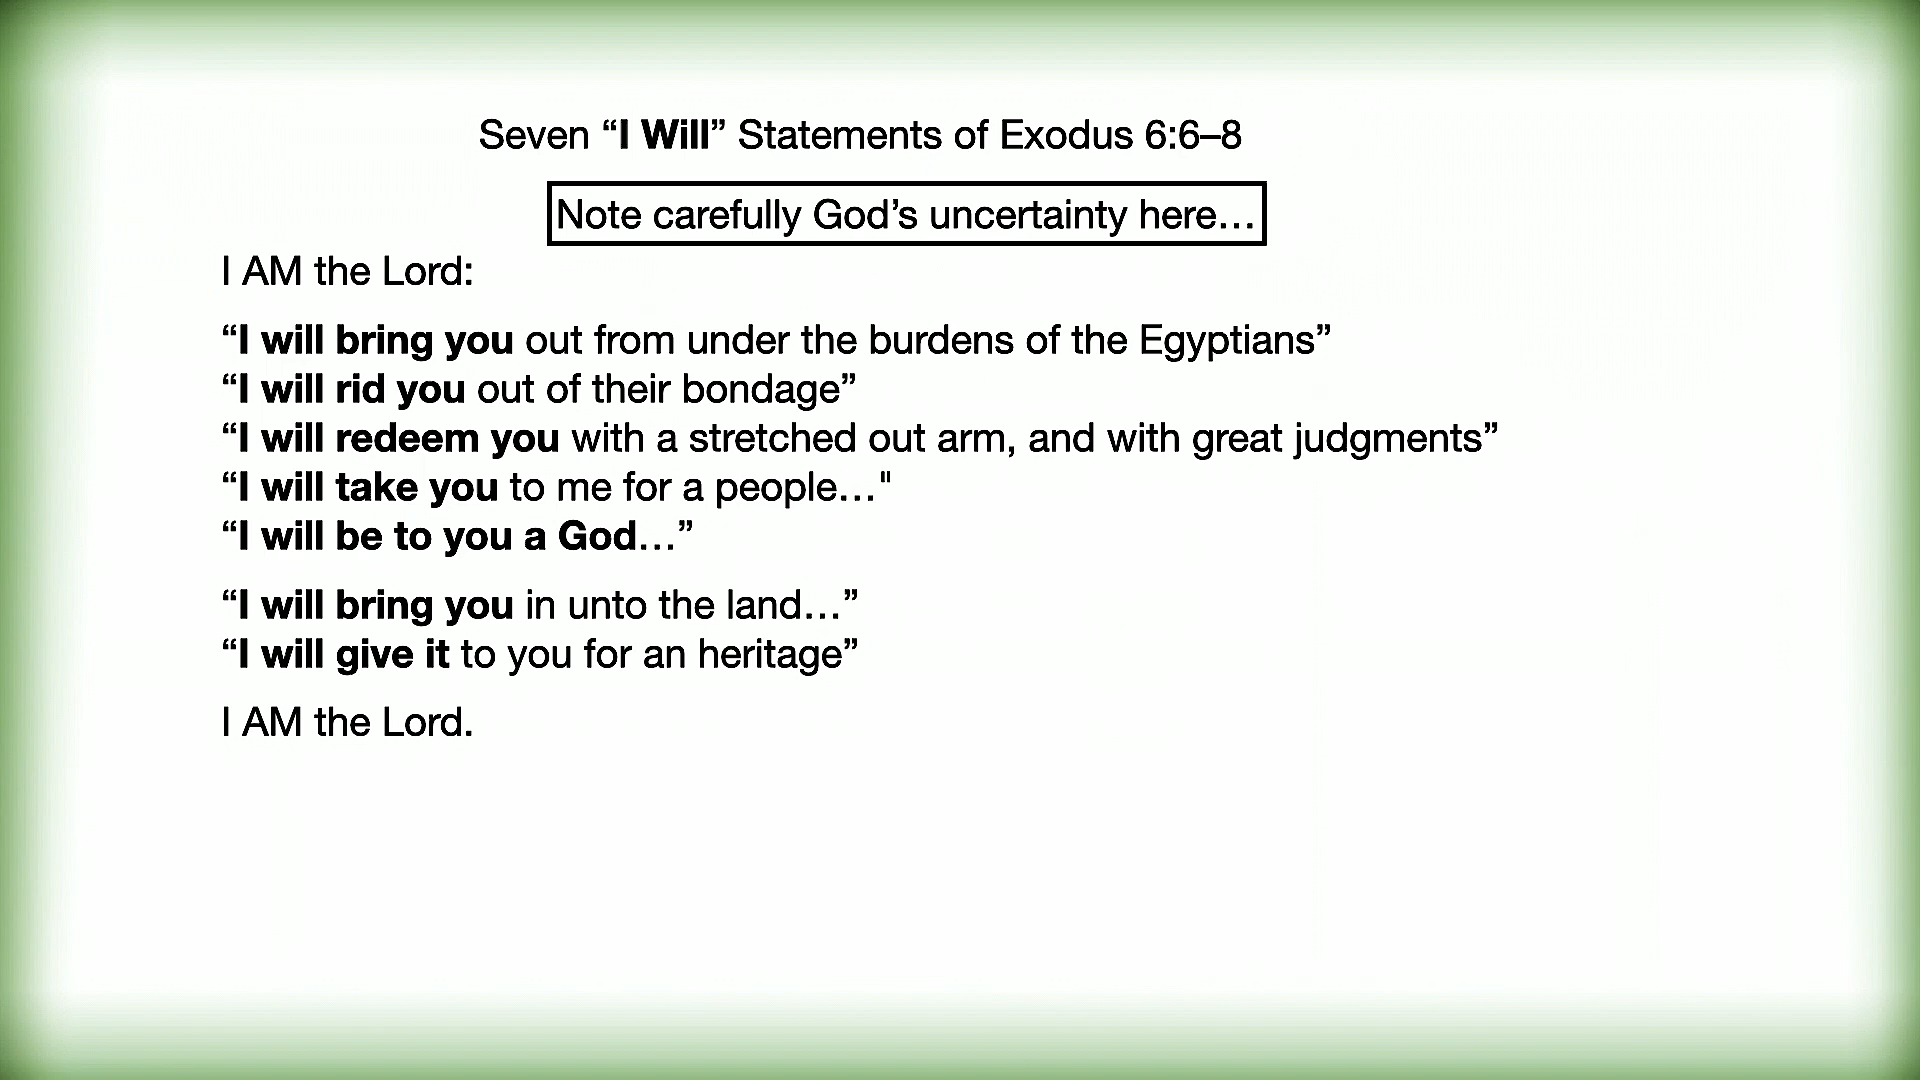 Seven “I Will” Statements of Exodus 6:6–8
Note carefully God’s uncertainty here…
I AM the Lord:
“I will bring you out from under the burdens of the Egyptians”
“I will rid you out of their bondage”
“I will redeem you with a stretched out arm, and with great judgments”
“I will take you to me for a people…"
“I will be to you a God…”
“I will bring you in unto the land…”
“I will give it to you for an heritage”
I AM the Lord.